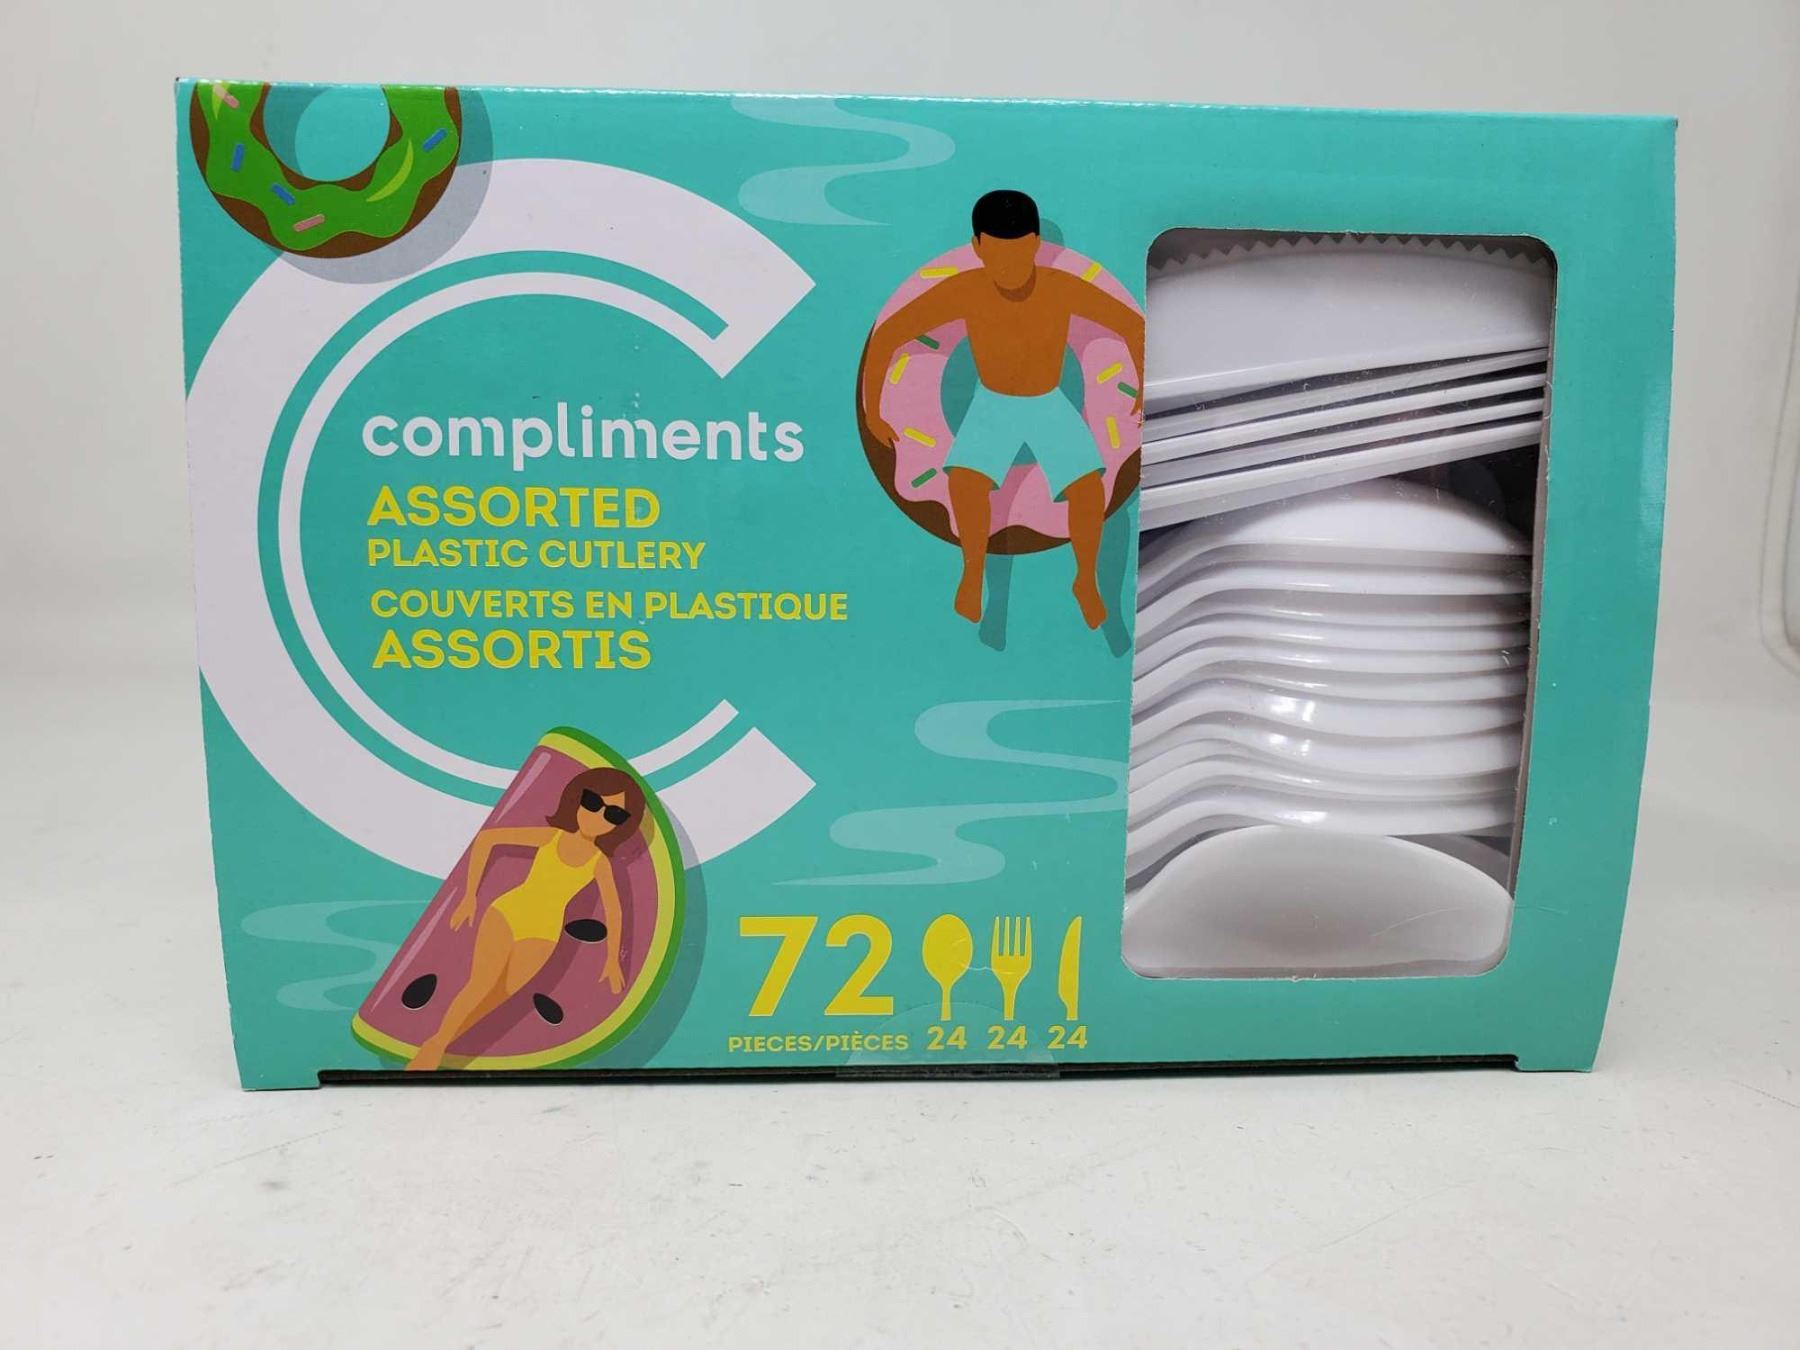 compliments
ASSORTED
PLASTIC CUTLERY
COUVERTS EN PLASTIQUE
ASSORTIS
72
PIECES/PIÈCES 24 24 24